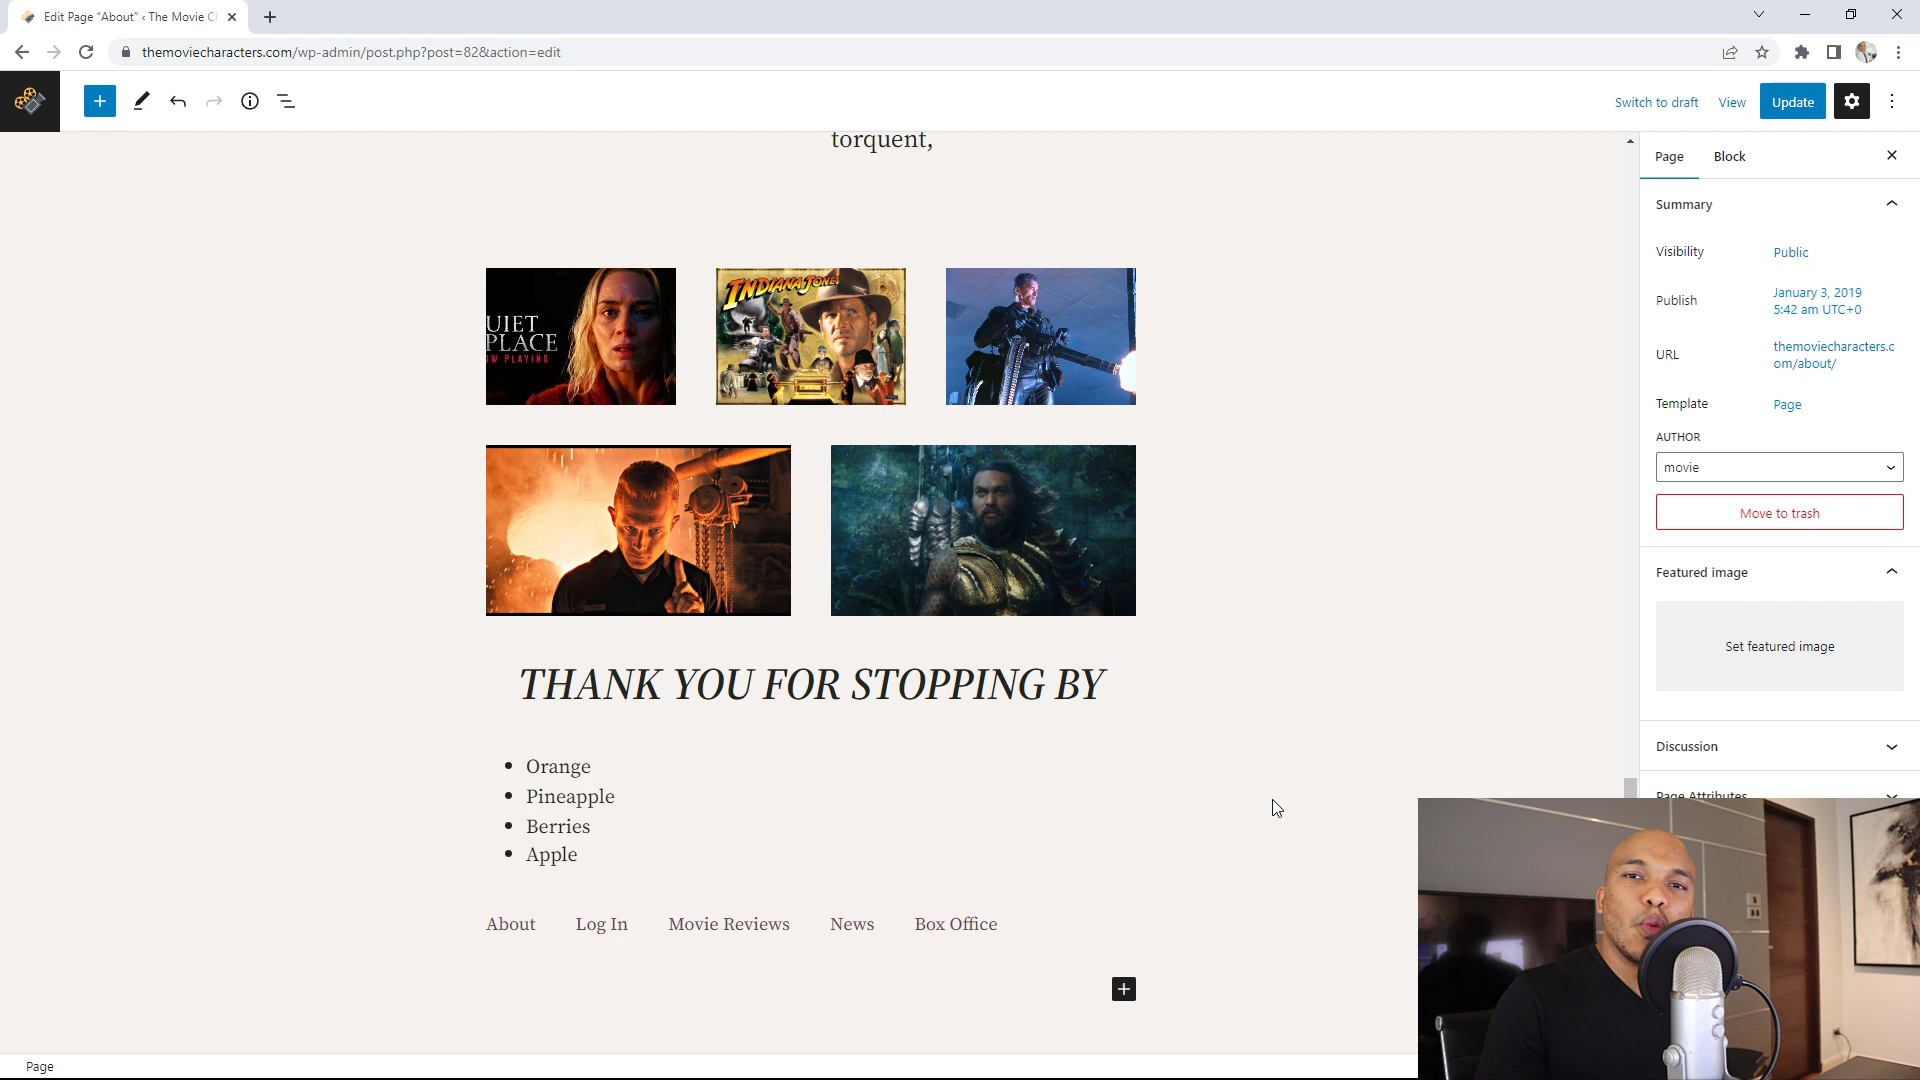 Edit Page “About” ‹ The Movie C
themoviecharacters.com/wp-admin/post.php?post=82&action=edit
Switch to draft
View
Update
torquent,
Page
Block
Summary
Visibility
Public
Publish
January 3, 2019
5:42 am UTC+0
URL
themoviecharacters.c
om/about/
Template
Page
AUTHOR
movie
Move to trash
Featured image
Set featured image
Discussion
Page Attributes
UIET
PLACE
W PLAYING
INDIANA JONES
THANK YOU FOR STOPPING BY
Orange
Pineapple
Berries
Apple
About
Log In
Movie Reviews
News
Box Office
Page